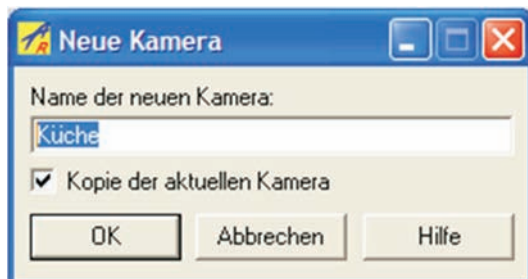 Neue Kamera
Name der neuen Kamera:
Küche
Kopie der aktuellen Kamera
OK Abbrechen Hilfe